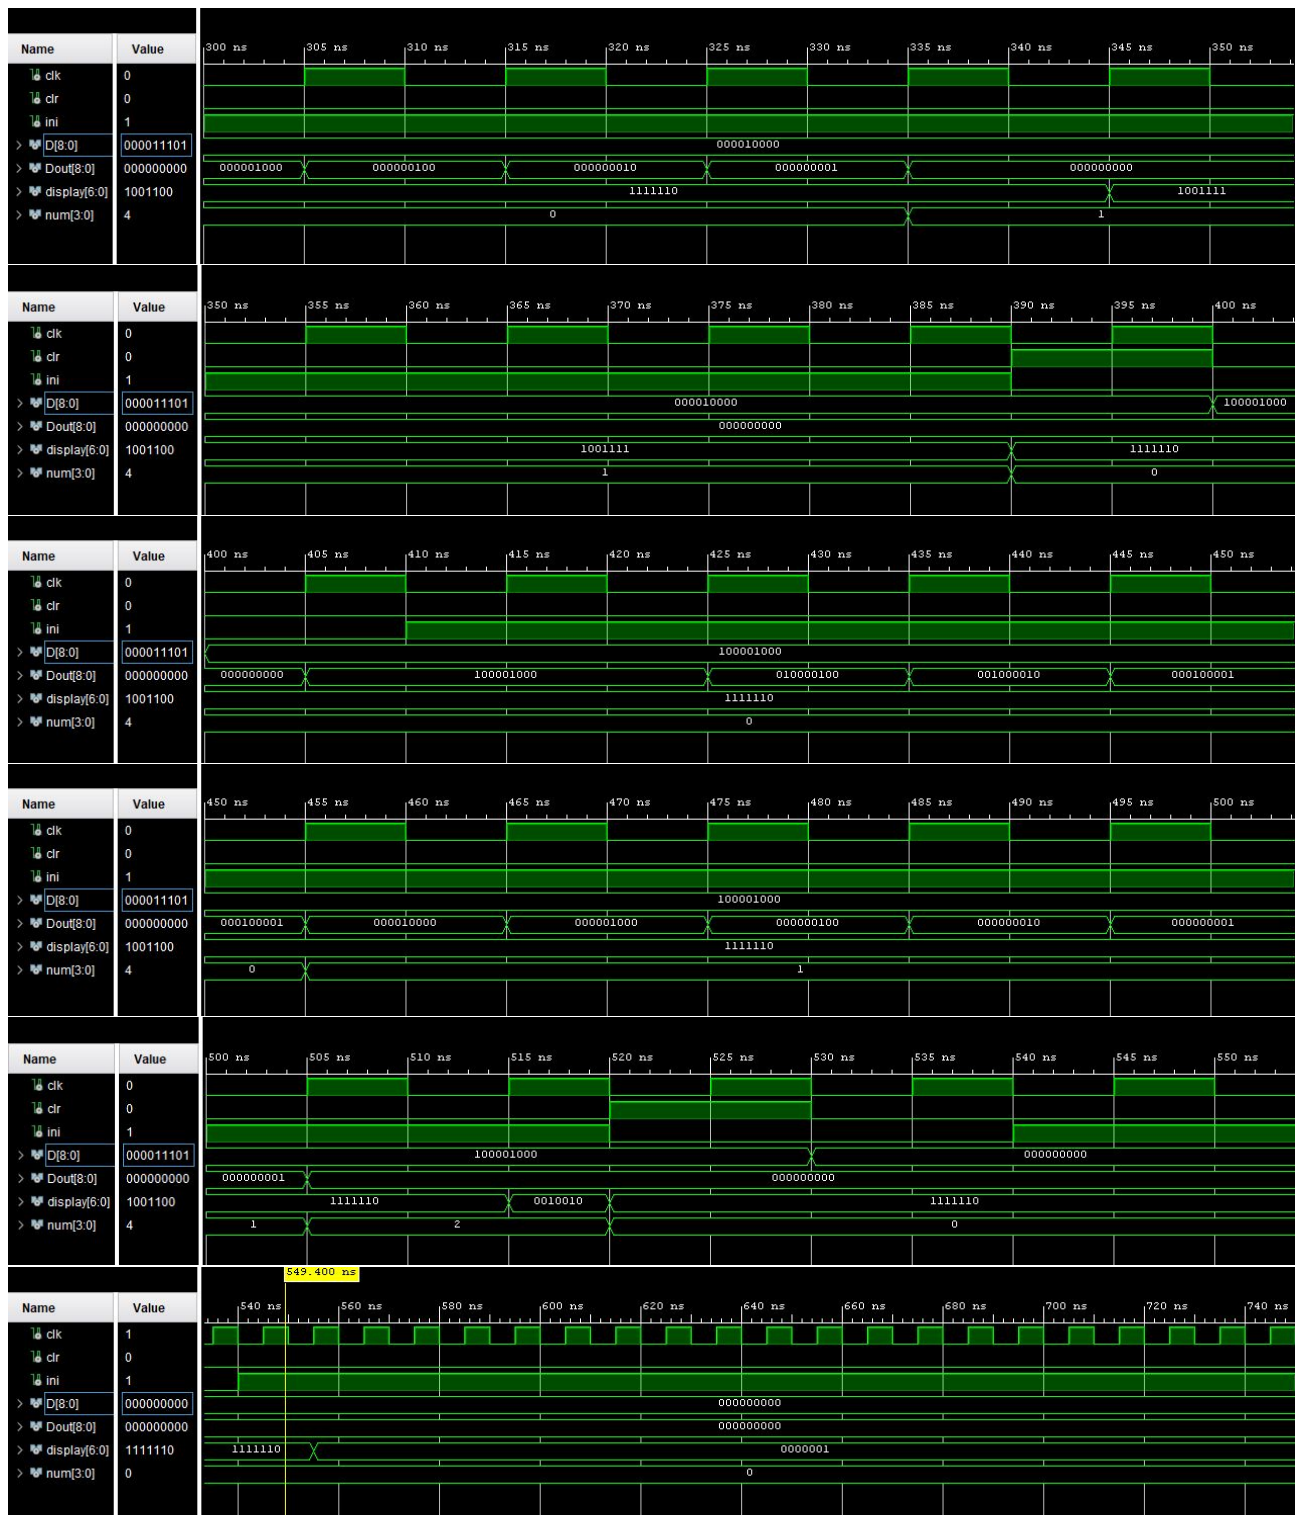 Name Value 300 ns 305 ns 310 ns 315 ns 320 ns 325 ns 330 ns 335 ns 340 ns 345 ns 350 ns
clk 0
clr 0
ini 1
D[8:0] 000011101 000010000
Dout[8:0] 000000000 000001000 000000100 000000010 000000001 000000000
display[6:0] 1001100 1111110 1001111
num[3:0] 4 0 1
Name Value 350 ns 355 ns 360 ns 365 ns 370 ns 375 ns 380 ns 385 ns 390 ns 395 ns 400 ns
clk 0
clr 0
ini 1
D[8:0] 000011101 000010000 100001000
Dout[8:0] 000000000 000000000
display[6:0] 1001100 1001111 1111110
num[3:0] 4 1 0
Name Value 400 ns 405 ns 410 ns 415 ns 420 ns 425 ns 430 ns 435 ns 440 ns 445 ns 450 ns
clk 0
clr 0
ini 1
D[8:0] 000011101 100001000
Dout[8:0] 000000000 000000000 100001000 010000100 001000010 000100001
display[6:0] 1001100 1111110
num[3:0] 4 0
Name Value 450 ns 455 ns 460 ns 465 ns 470 ns 475 ns 480 ns 485 ns 490 ns 495 ns 500 ns
clk 0
clr 0
ini 1
D[8:0] 000011101 100001000
Dout[8:0] 000000000 000100001 000010000 000001000 000000100 000000010 000000001
display[6:0] 1001100 1111110
num[3:0] 4 0 1
Name Value 500 ns 505 ns 510 ns 515 ns 520 ns 525 ns 530 ns 535 ns 540 ns 545 ns 550 ns
clk 0
clr 0
ini 1
D[8:0] 000011101 100001000 000000000
Dout[8:0] 000000000 000000001 000000000
display[6:0] 1001100 1111110 0010010 1111110
num[3:0] 4 1 2 0
549.400 ns
Name Value 540 ns 560 ns 580 ns 600 ns 620 ns 640 ns 660 ns 680 ns 700 ns 720 ns 740 ns
clk 1
clr 0
ini 1
D[8:0] 000000000 000000000
Dout[8:0] 000000000 000000000
display[6:0] 1111110 1111110 0000001
num[3:0] 0 0